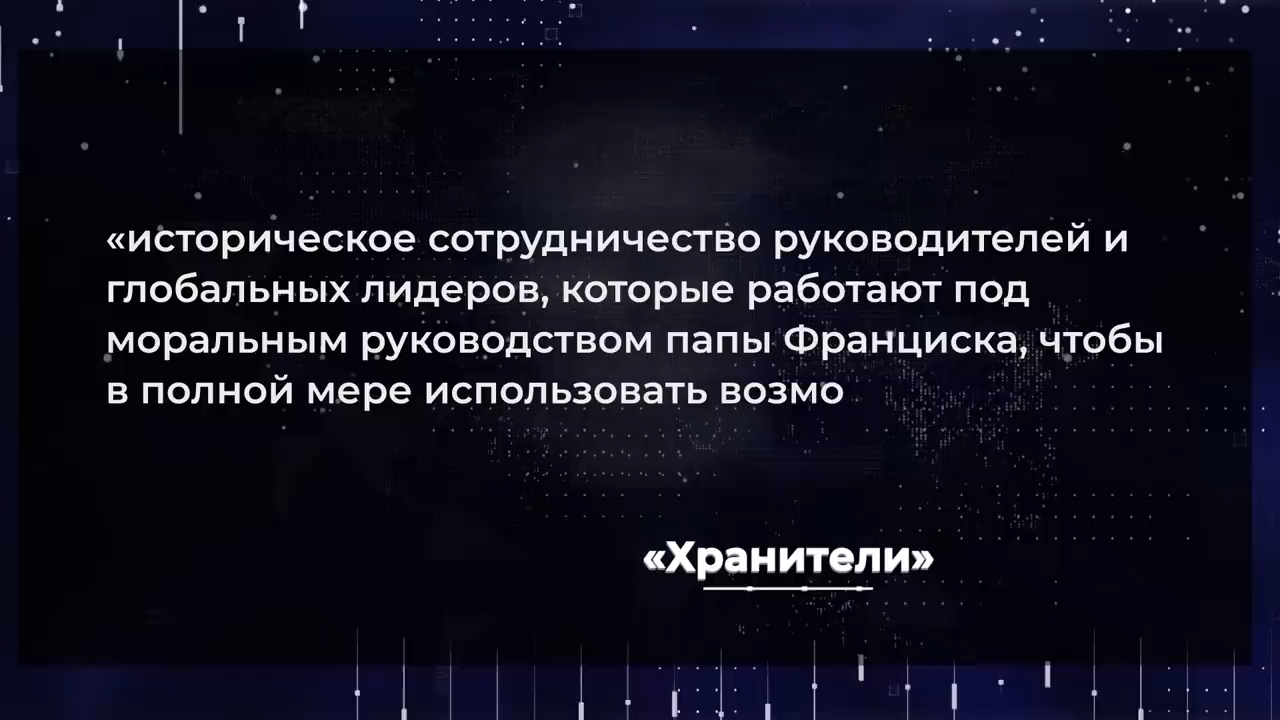 «историческое сотрудничество руководителей и
глобальных лидеров, которые работают под
моральным руководством папы Франциска, чтобы
в полной мере использовать возмо
«Хранители»